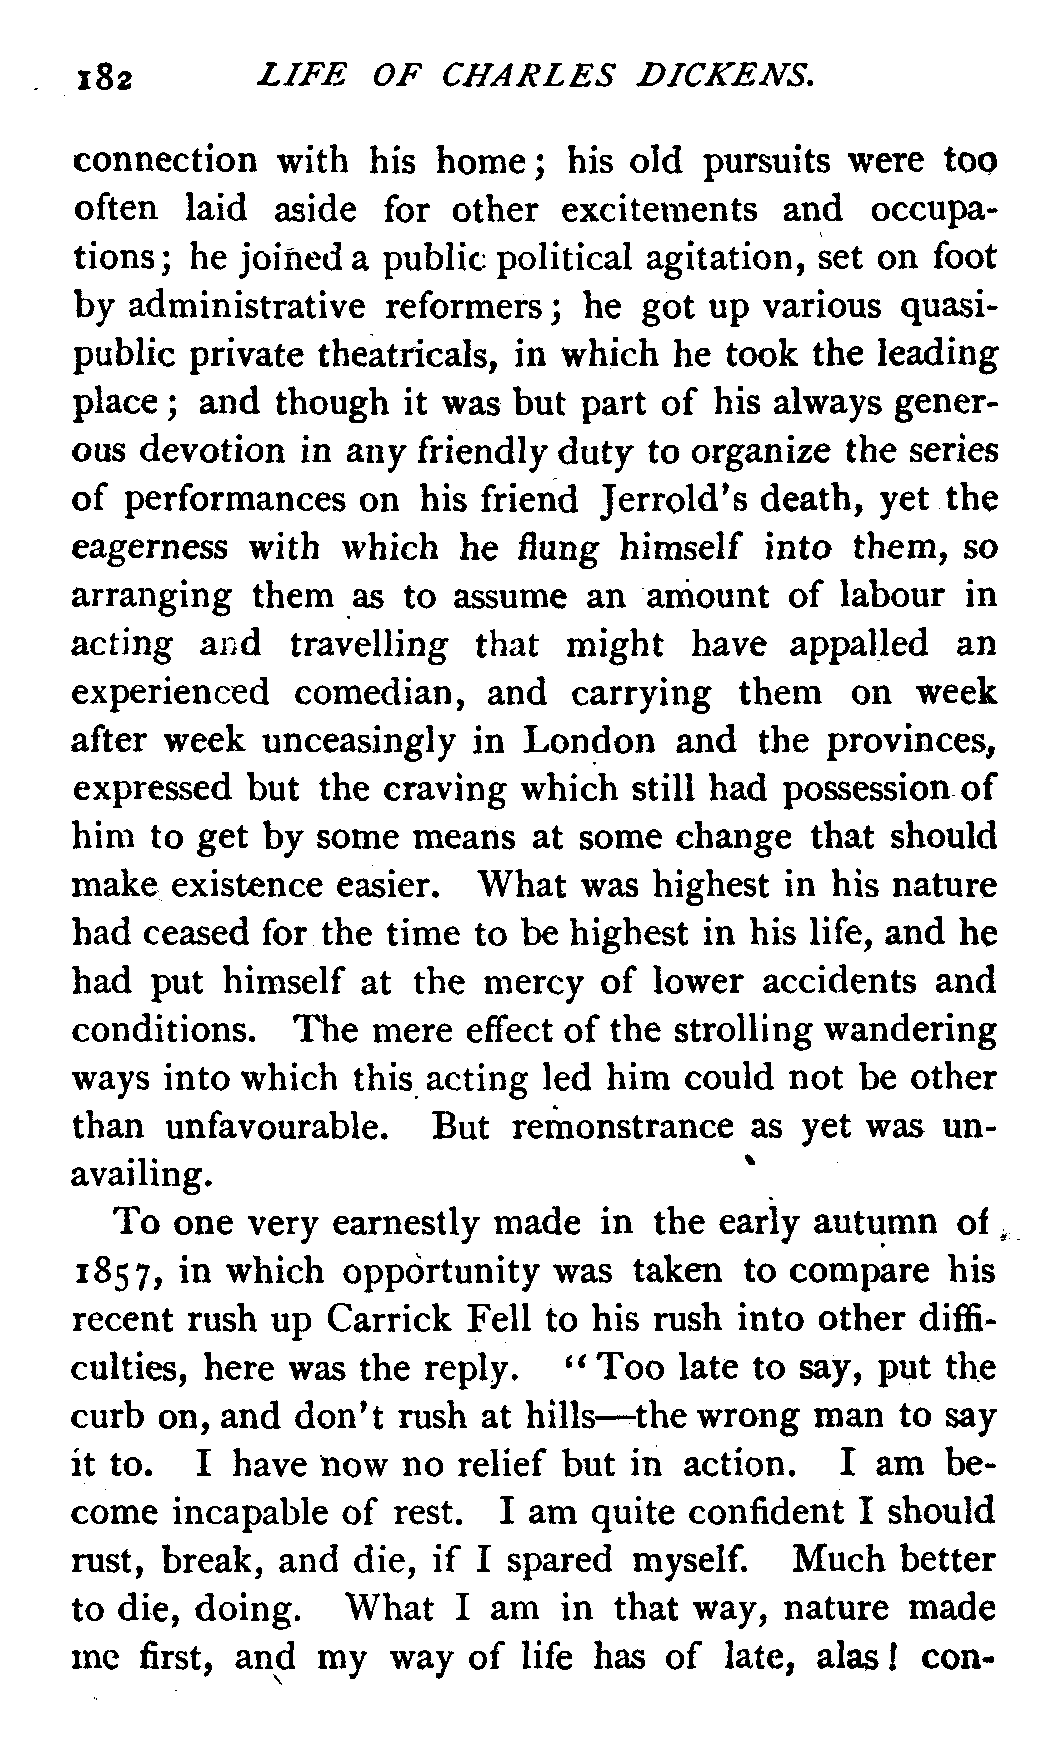 182 LIFE OF CHARLES DICKENS.
connection with his home; his old pursuits were too
often laid aside for other excitements and occupa-
tions; he joined a public political agitation, set on foot
by administrative reformers; he got up various quasi-
public private theatricals, in which he took the leading
place; and though it was but part of his always gener-
ous devotion in any friendly duty to organize the series
of performances on his friend Jerrold's death, yet the
eagerness with which he flung himself into them, so
arranging them as to assume an amount of labour in
acting and travelling that might have appalled an
experienced comedian, and carrying them on week
after week unceasingly in London and the provinces,
expressed but the craving which still had possession of
him to get by some means at some change that should
make existence easier. What was highest in his nature
had ceased for the time to be highest in his life, and he
had put himself at the mercy of lower accidents and
conditions. The mere effect of the strolling wandering
ways into which this acting led him could not be other
than unfavourable. But remonstrance as yet was un-
availing.
To one very earnestly made in the early autumn of
1857, in which opportunity was taken to compare his
recent rush up Carrick Fell to his rush into other diffi-
culties, here was the reply. "Too late to say, put the
curb on, and don't rush at hills—the wrong man to say
it to. I have now no relief but in action. I am be-
come incapable of rest. I am quite confident I should
rust, break, and die, if I spared myself. Much better
to die, doing. What I am in that way, nature made
me first, and my way of life has of late, alas! con-